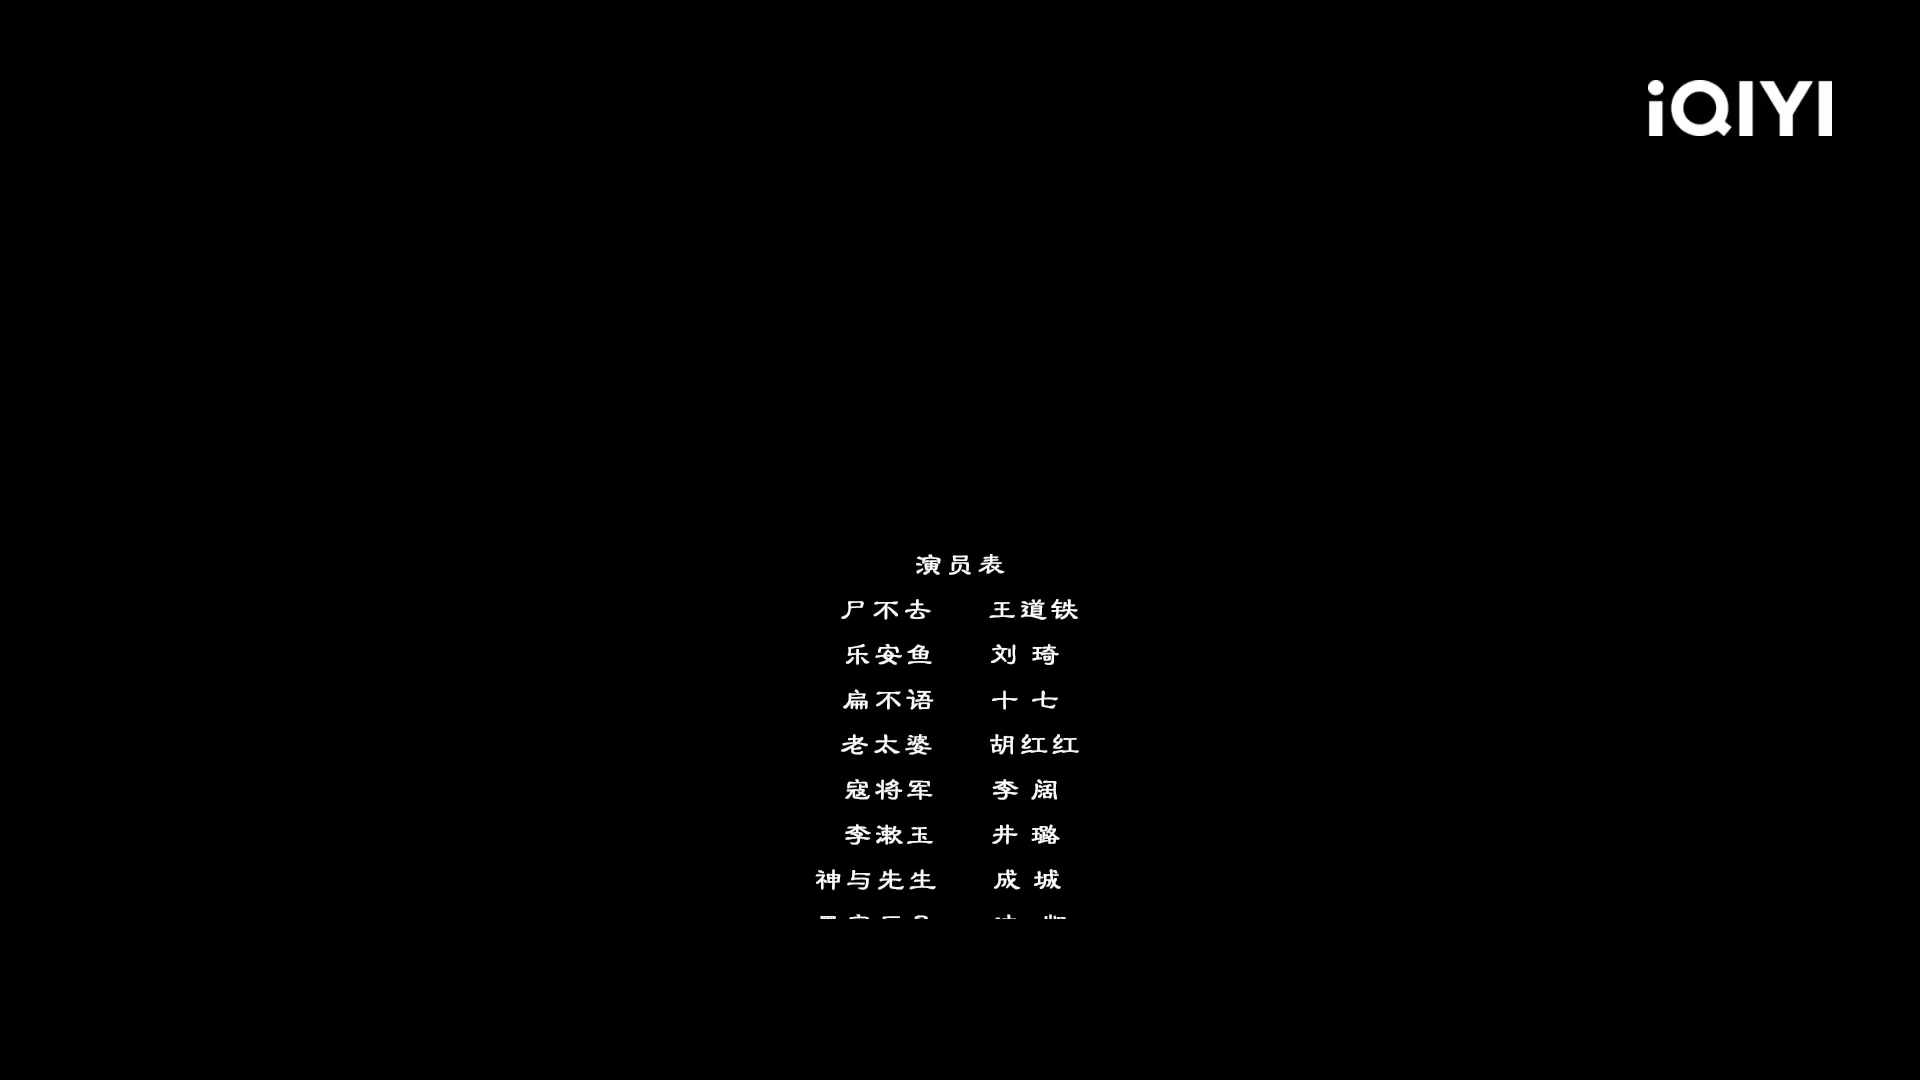 iQIYI
演员表
尸不去 王道铁
乐安鱼 刘 琦
扁不语 十 七
老太婆 胡红红
寇将军 李 阔
李漱玉 井 璐
神与先生 成 城